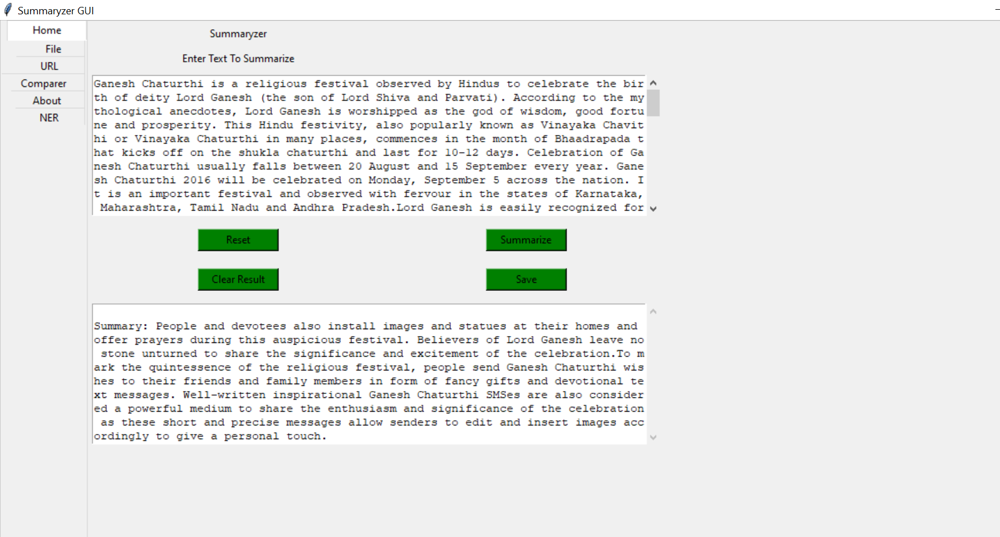 Summaryzer GUI
Home
File
URL
Comparer
About
NER
Summaryzer
Enter Text To Summarize
Ganesh Chaturthi is a religious festival observed by Hindus to celebrate the bir
th of deity Lord Ganesh (the son of Lord Shiva and Parvati). According to the my
thological anecdotes, Lord Ganesh is worshipped as the god of wisdom, good fortu
ne and prosperity. This Hindu festivity, also popularly known as Vinayaka Chavit
hi or Vinayaka Chaturthi in many places, commences in the month of Bhaadrapada t
hat kicks off on the shukla chaturthi and last for 10-12 days. Celebration of Ga
nesh Chaturthi usually falls between 20 August and 15 September every year. Gane
sh Chaturthi 2016 will be celebrated on Monday, September 5 across the nation. I
t is an important festival and observed with fervour in the states of Karnataka,
Maharashtra, Tamil Nadu and Andhra Pradesh.Lord Ganesh is easily recognized for
Reset
Summarize
Clear Result
Save
Summary: People and devotees also install images and statues at their homes and
offer prayers during this auspicious festival. Believers of Lord Ganesh leave no
stone unturned to share the significance and excitement of the celebration.To m
ark the quintessence of the religious festival, people send Ganesh Chaturthi wis
hes to their friends and family members in form of fancy gifts and devotional te
xt messages. Well-written inspirational Ganesh Chaturthi SMSes are also consider
ed a powerful medium to share the enthusiasm and significance of the celebration
as these short and precise messages allow senders to edit and insert images acc
ordingly to give a personal touch.